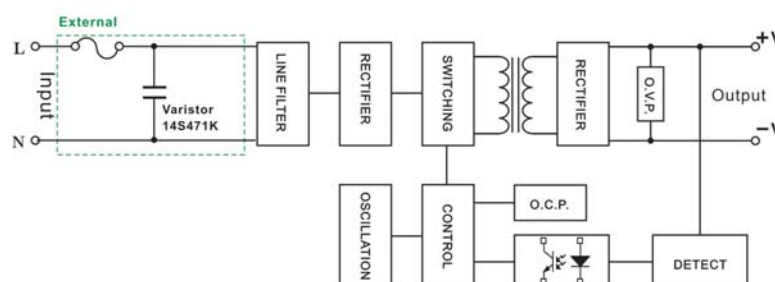 External
L
N
Input
Varistor
14S471K
LINE FILTER
RECTIFIER
SWITCHING
RECTIFIER
O.V.P.
+V
Output
-V
OSCILLATION
CONTROL
O.C.P.
DETECT